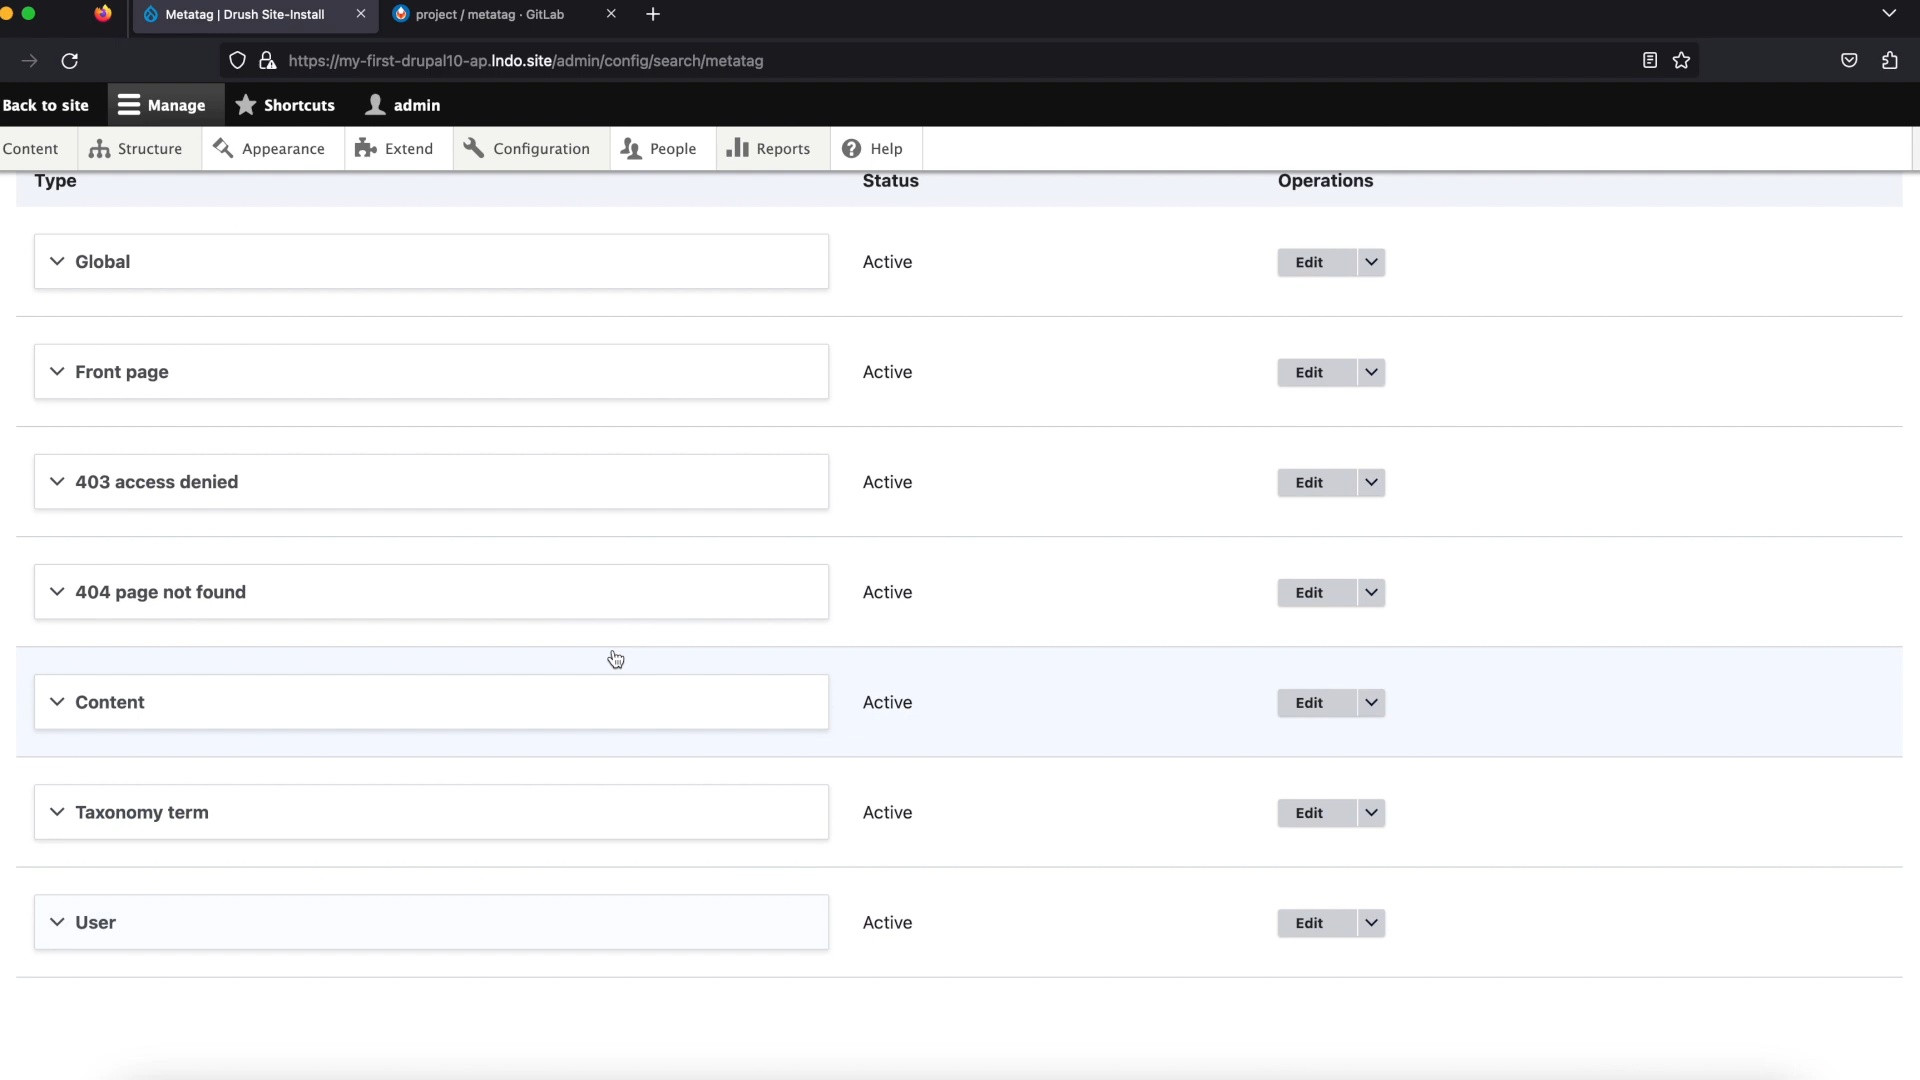 Metatag | Drush Site-Install project / metatag · GitLab
https://my-first-drupal10-ap.lndo.site/admin/config/search/metatag
Back to site Manage Shortcuts admin
Content Structure Appearance Extend Configuration People Reports Help
Type Status Operations
Global Active Edit
Front page Active Edit
403 access denied Active Edit
404 page not found Active Edit
Content Active Edit
Taxonomy term Active Edit
User Active Edit